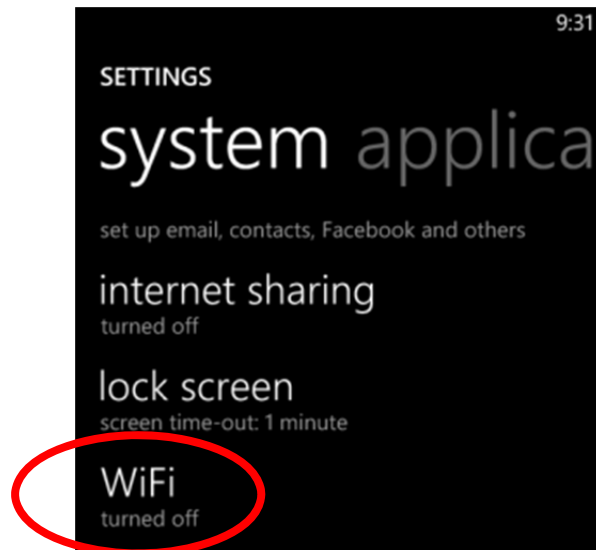 9:31
SETTINGS
system applica
set up email, contacts, Facebook and others
internet sharing
turned off
lock screen
screen time-out: 1 minute
WiFi
turned off